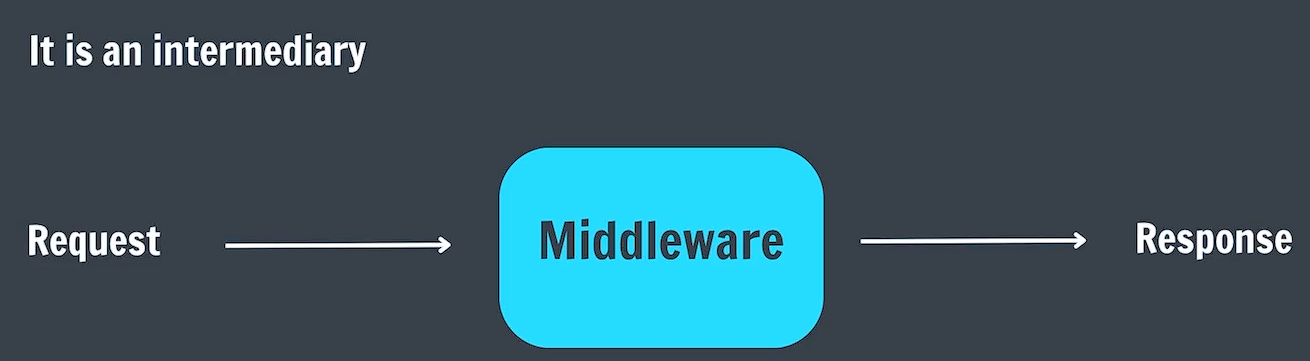 It is an intermediary
Request
Middleware
Response